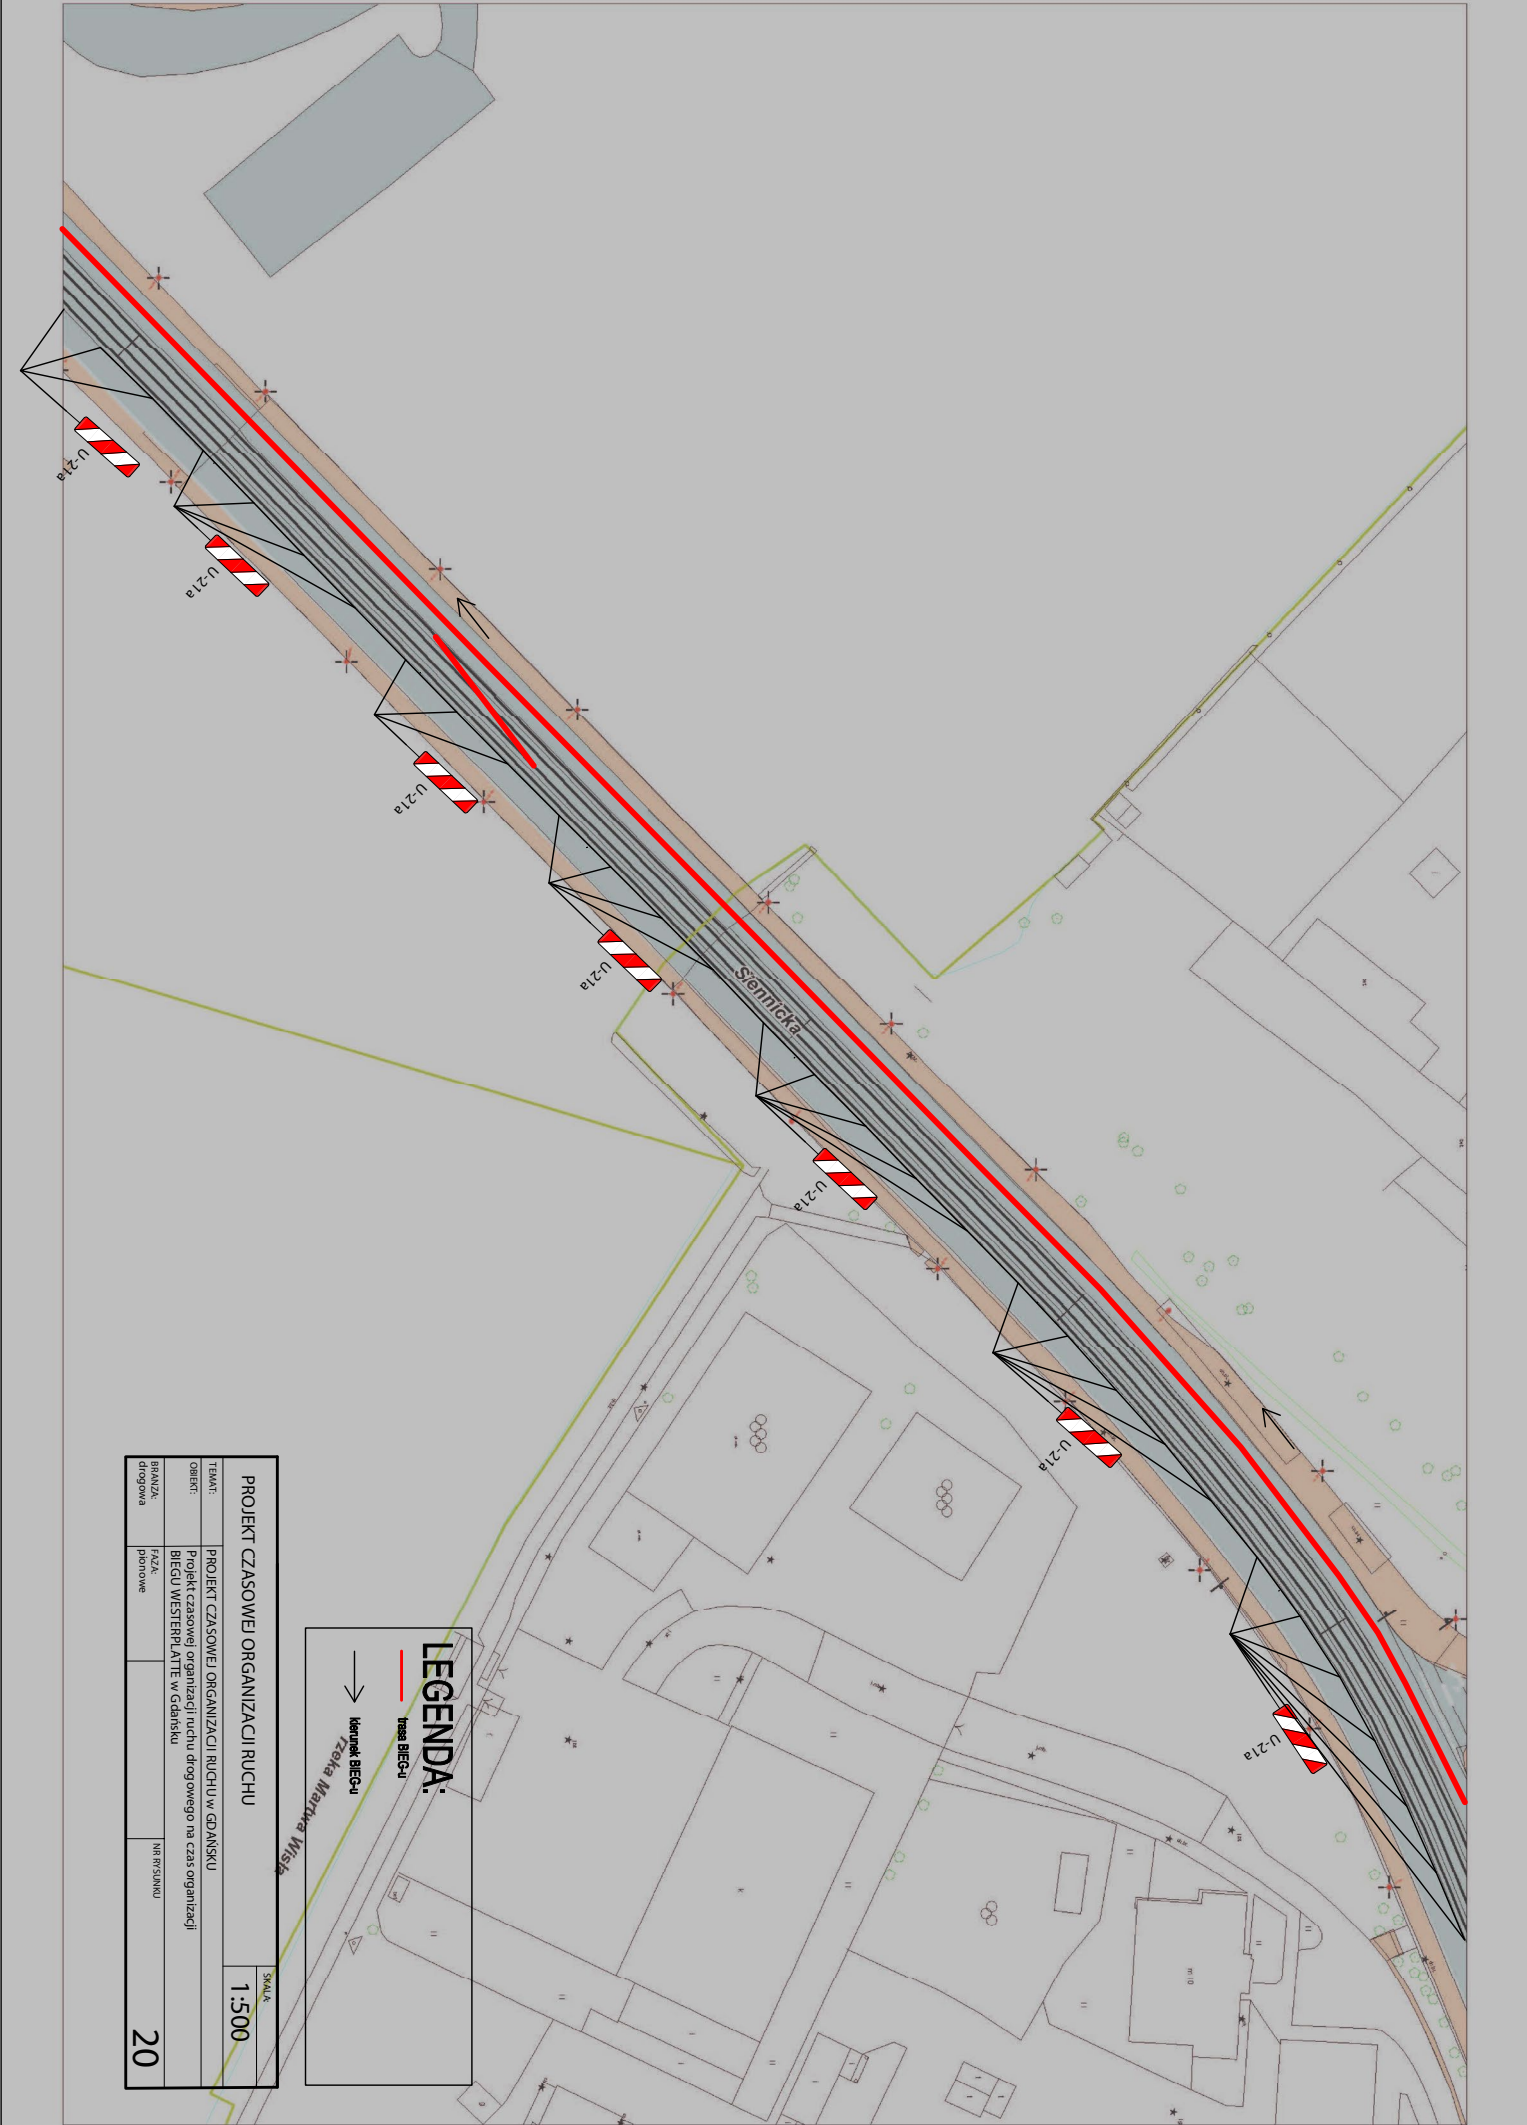 U-21a
U-21a
U-21a
U-21a
Siennicka
U-21a
U-21a
U-21a
rzeka Martwa Wisła
LEGENDA:
trasa BIEG-u
kierunek BIEG-u
PROJEKT CZASOWEJ ORGANIZACJI RUCHU
SKALA:
1:500
TEMAT:
PROJEKT CZASOWEJ ORGANIZACJI RUCHU w GDAŃSKU
OBIEKT:
Projekt czasowej organizacji ruchu drogowego na czas organizacji
BIEGU WESTERPLATTE w Gdańsku
BRANŻA:
drogowa
FAZA:
pionowe
NR RYSUNKU
20